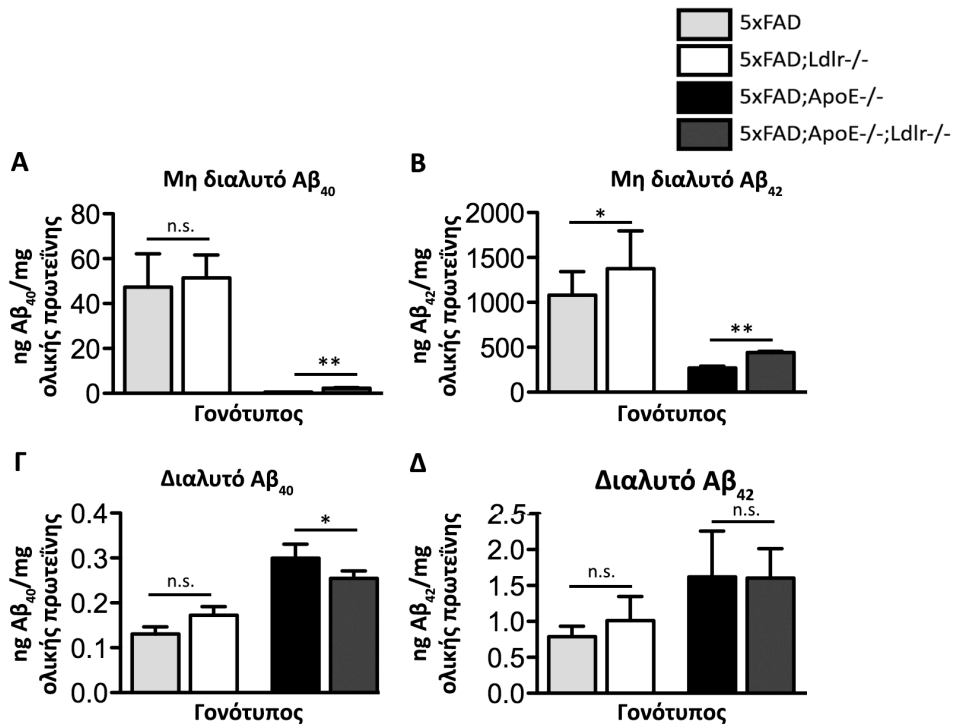 5xFAD
5xFAD;Ldlr-/-
5xFAD;ApoE-/-
5xFAD;ApoE-/-;Ldlr-/-
Α
Μη διαλυτό Αβ40
ng Αβ40/mg
ολικής πρωτεΐνης
80
60
40
20
0
n.s.
**
Γονότυπος
Β
Μη διαλυτό Αβ42
ng Αβ42/mg
ολικής πρωτεΐνης
2000
1500
1000
500
0
*
**
Γονότυπος
Γ
Διαλυτό Αβ40
ng Αβ40/mg
ολικής πρωτεΐνης
0.4
0.3
0.2
0.1
0.0
n.s.
*
Γονότυπος
Δ
Διαλυτό Αβ42
ng Αβ42/mg
ολικής πρωτεΐνης
2.5
2.0
1.5
1.0
0.5
0.0
n.s.
n.s.
Γονότυπος